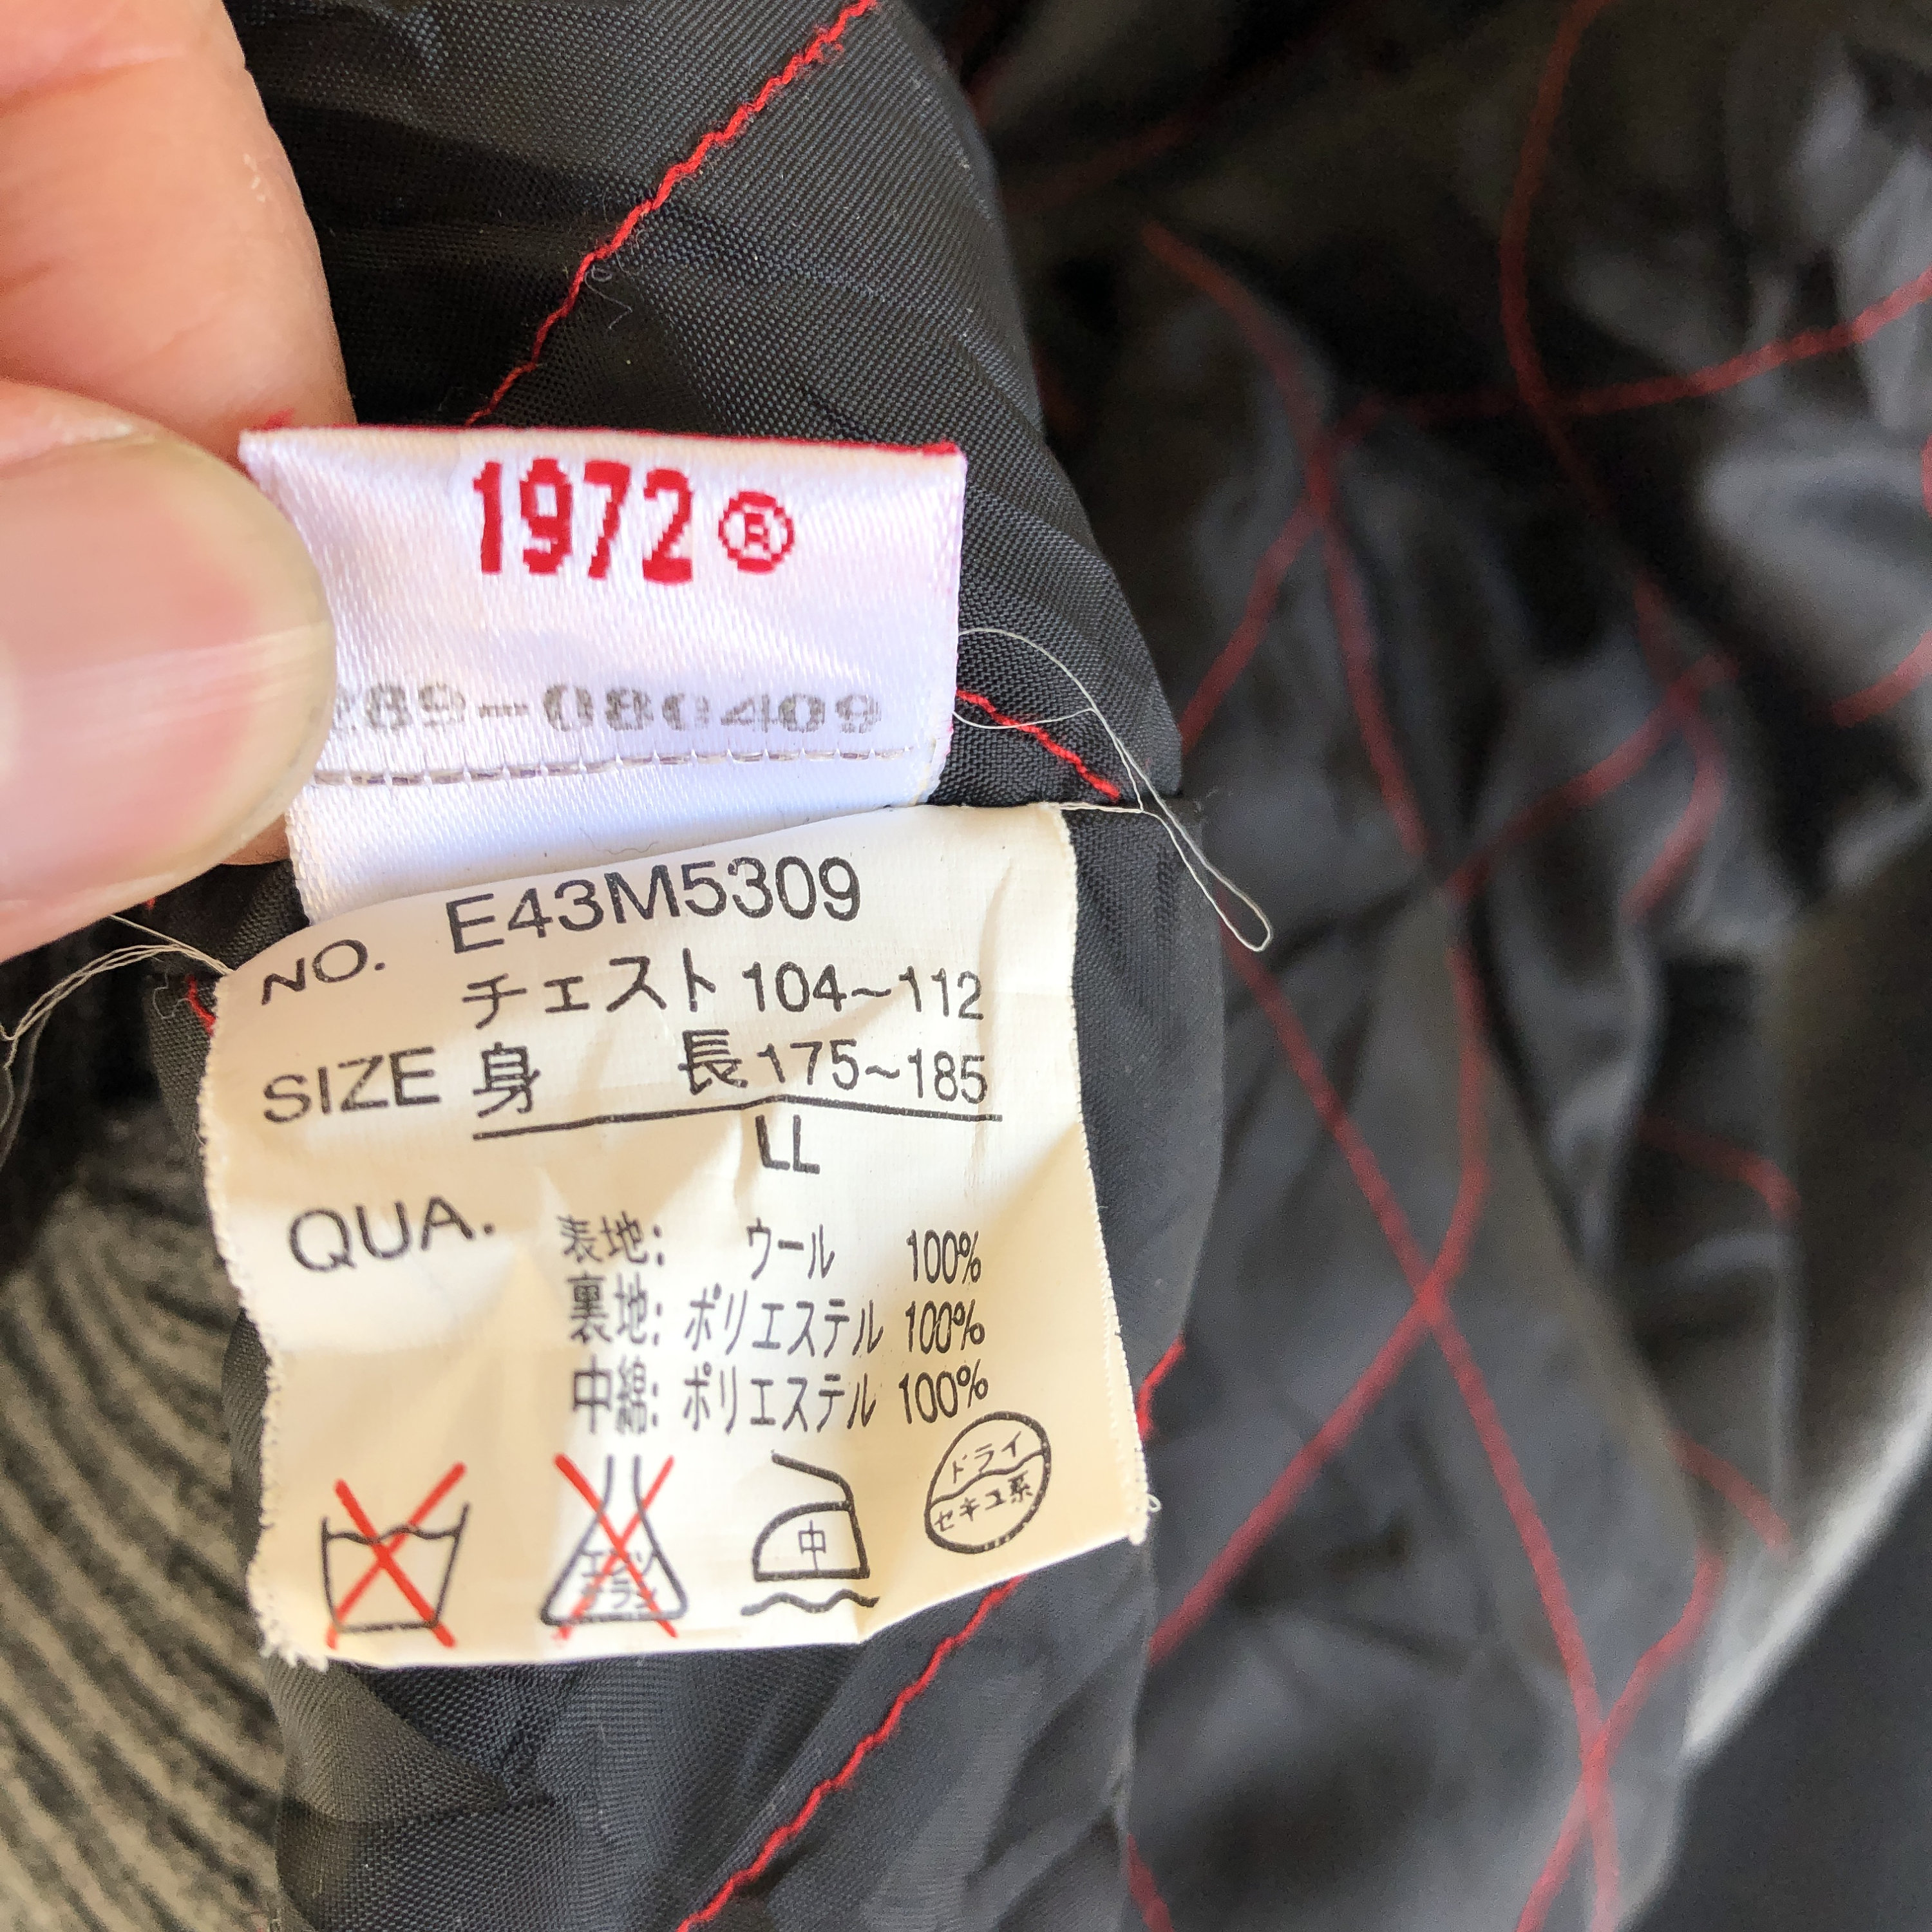 1972®
89-080409
NO. E43M5309
チェスト 104~112
SIZE 身 長 175~185
LL
QUA.
表地: ウール 100%
裏地: ポリエステル 100%
中綿: ポリエステル 100%
中
ドライ
セキユ系